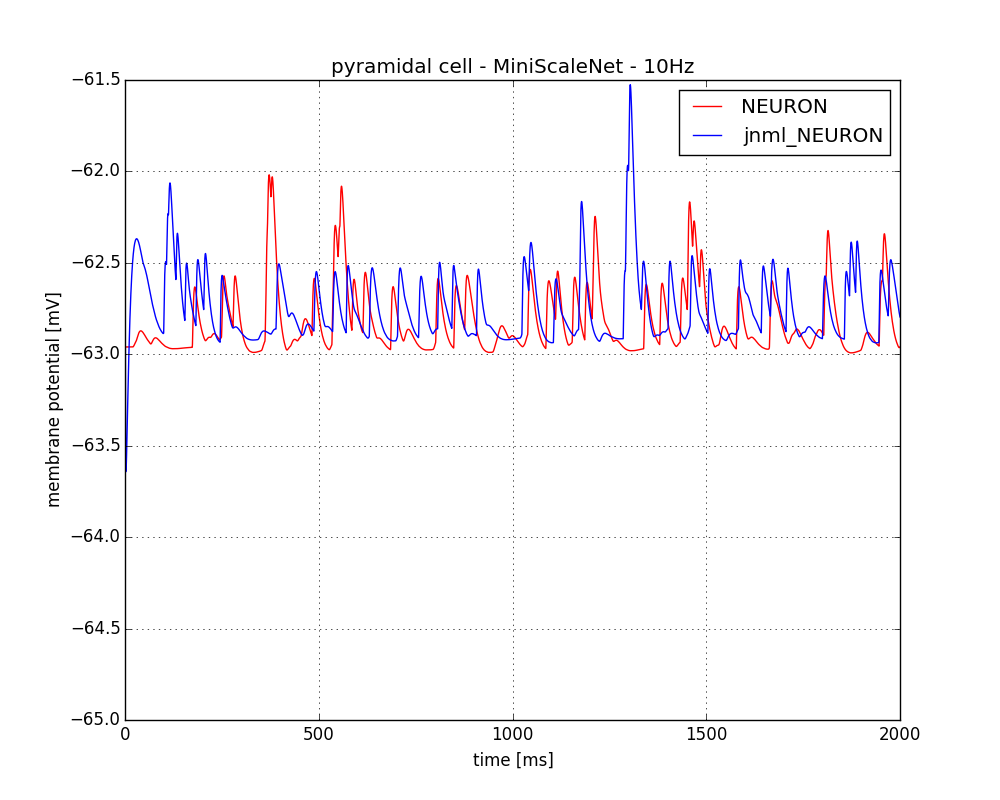 pyramidal cell - MiniScaleNet - 10Hz
NEURON
jnml_NEURON
membrane potential [mV]
−61.5
−62.0
−62.5
−63.0
−63.5
−64.0
−64.5
−65.0
0 500 1000 1500 2000
time [ms]